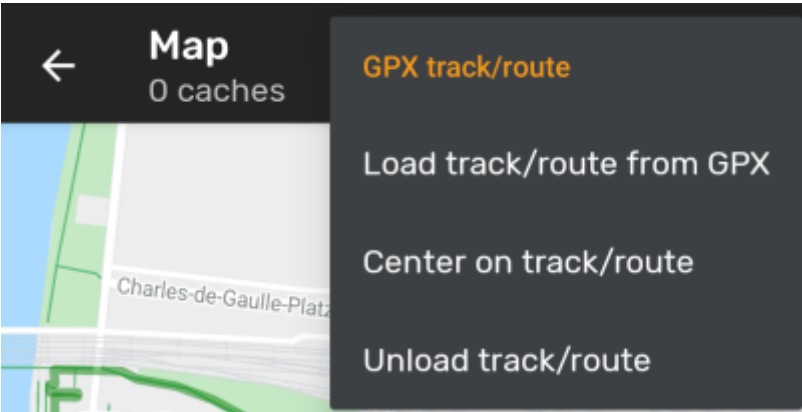 Map
0 caches
GPX track/route
Load track/route from GPX
Center on track/route
Unload track/route
Charles-de-Gaulle-Platz